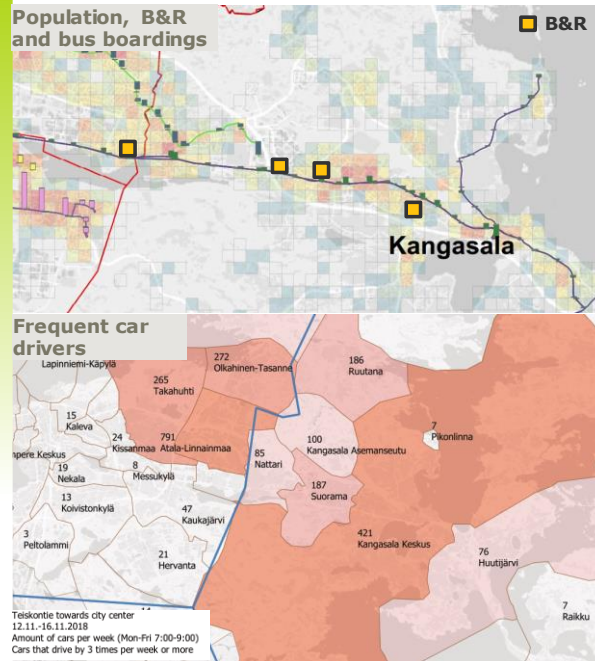 Population, B&R
and bus boardings
B&R
Kangasala
Frequent car
drivers
Lapinniemi-Käpylä
272
Olkahinen-Tasanne
186
Ruutana
265
Takahuhti
15
Kaleva
7
Pikonlinna
24
Kissanmaa
791
Atala-Linnainmaa
100
Kangasala Asemanseutu
mpere Keskus
85
Nattari
8
Messukylä
19
Nekala
187
Suorama
13
Koivistonkylä
47
Kaukajärvi
3
Peltolammi
421
Kangasala Keskus
76
Huutijärvi
21
Hervanta
7
Raikku
Teiskontie towards city center
12.11.-16.11.2018
Amount of cars per week (Mon-Fri 7:00-9:00)
Cars that drive by 3 times per week or more